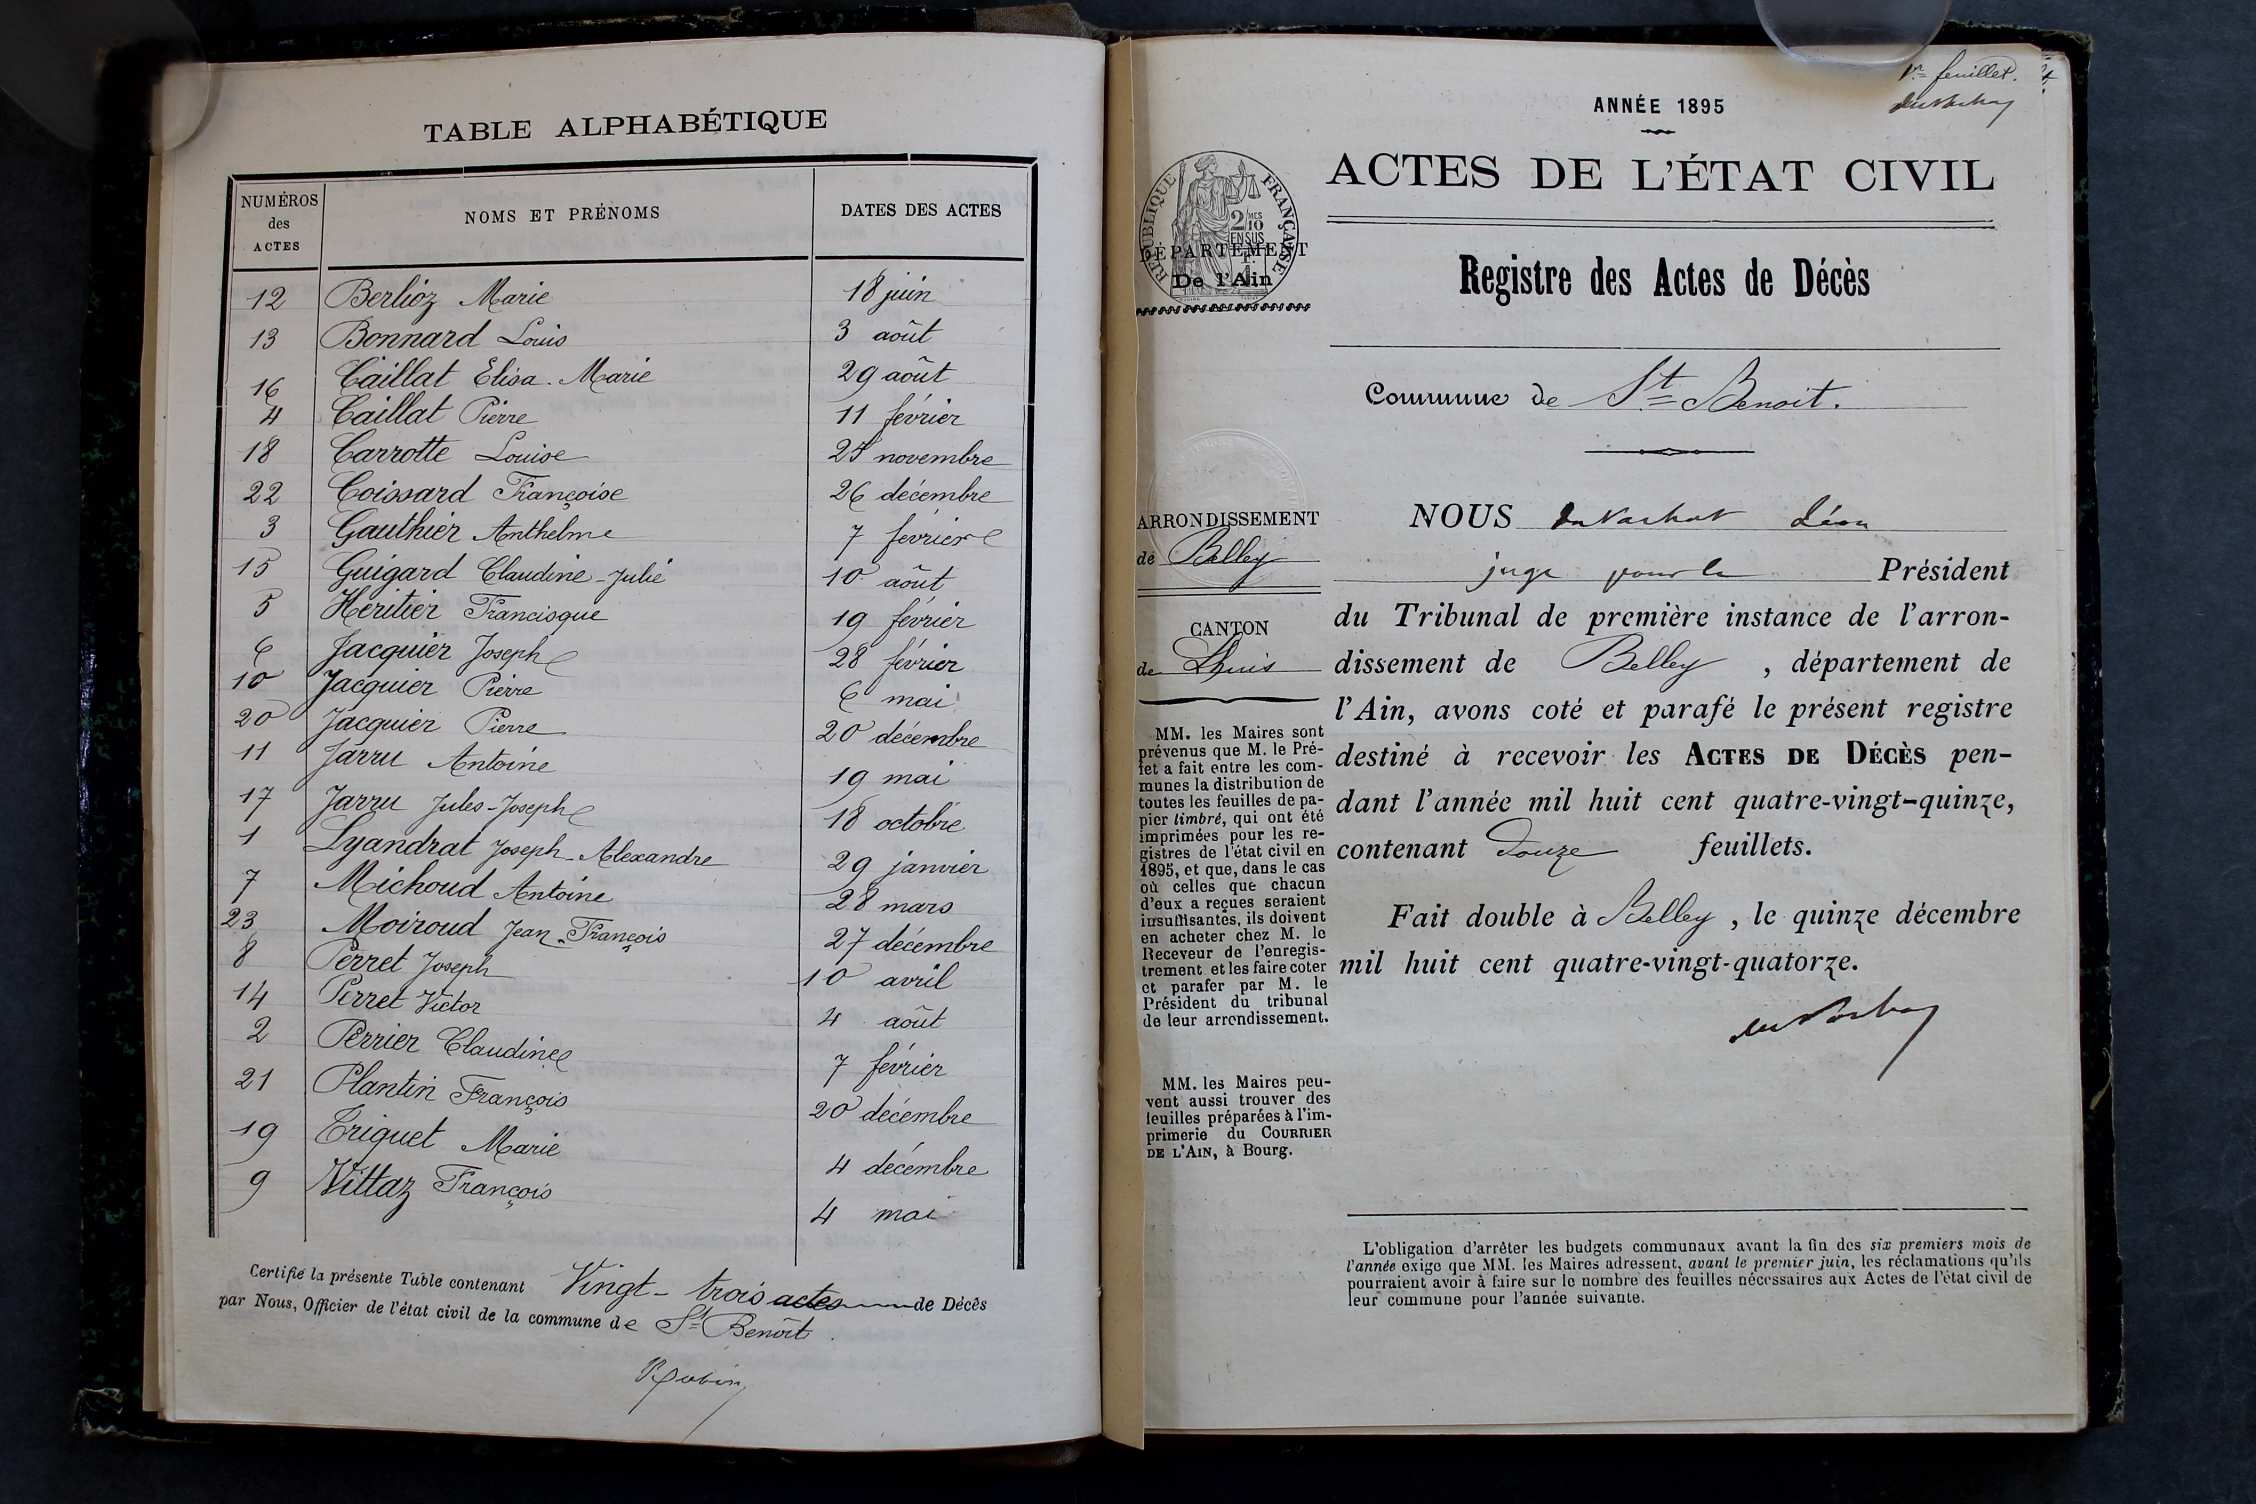 TABLE ALPHABÉTIQUE
NUMÉROS des ACTES NOMS ET PRÉNOMS DATES DES ACTES
12 Berlioz Marie 18 juin
13 Bonnard Louis 3 août
16 Caillat Elisa-Marie 29 août
4 Caillat Pierre 11 février
18 Carrotte Louise novembre
22 Coissard Françoise 26 décembre
3 Gauthier Anthelme 7 février
15 Guigard Claudine-Julie 10 août
5 Héritier Francisque 19 février
6 Jacquier Joseph 28 février
10 Jacquier Pierre 6 mai
20 Jacquier Pierre 20 décembre
11 Jarru Antoine 19 mai
17 Jarru Jules-Joseph 18 octobre
1 Lyandrat Joseph-Alexandre 29 janvier
7 Michoud Antoine 28 mars
23 Moiroud Jean-François 27 décembre
8 Perret Joseph 10 avril
14 Perret Victor 4 août
2 Perrier Claudine 7 février
21 Plantin François 20 décembre
19 Triquet Marie 4 décembre
9 Vittaz François 4 mai
Certifié la présente Table contenant Vingt-trois actes de Décès
par Nous, Officier de l'état civil de la commune de St Benoît.
Robin
1er feuillet.
ANNÉE 1895
ACTES DE L'ÉTAT CIVIL
RÉPUBLIQUE FRANÇAISE
2/10 MES
EN SUS
DÉPARTEMENT
De l'Ain
Registre des Actes de Décès
Commune de St Benoit.
ARRONDISSEMENT
de Belley
CANTON
de Lhuis
MM. les Maires sont
prévenus que M. le Pré-
fet a fait entre les com-
munes la distribution de
toutes les feuilles de pa-
pier timbré, qui ont été
imprimées pour les re-
gistres de l'état civil en
1895, et que, dans le cas
où celles que chacun
d'eux a reçues seraient
insuffisantes, ils doivent
en acheter chez M. le
Receveur de l'enregis-
trement et les faire coter
et parafer par M. le
Président du tribunal
de leur arrondissement.
MM. les Maires peu-
vent aussi trouver des
feuilles préparées à l'im-
primerie du COURRIER
DE L'AIN, à Bourg.
NOUS duVachat Léon
juge pour le Président
du Tribunal de première instance de l'arron-
dissement de Belley, département de
l'Ain, avons coté et parafé le présent registre
destiné à recevoir les ACTES DE DÉCÈS pen-
dant l'année mil huit cent quatre-vingt-quinze,
contenant Douze feuillets.
Fait double à Belley, le quinze décembre
mil huit cent quatre-vingt-quatorze.
duVachat
L'obligation d'arrêter les budgets communaux avant la fin des six premiers mois de
l'année exige que MM. les Maires adressent, avant le premier juin, les réclamations qu'ils
pourraient avoir à faire sur le nombre des feuilles nécessaires aux Actes de l'état civil de
leur commune pour l'année suivante.